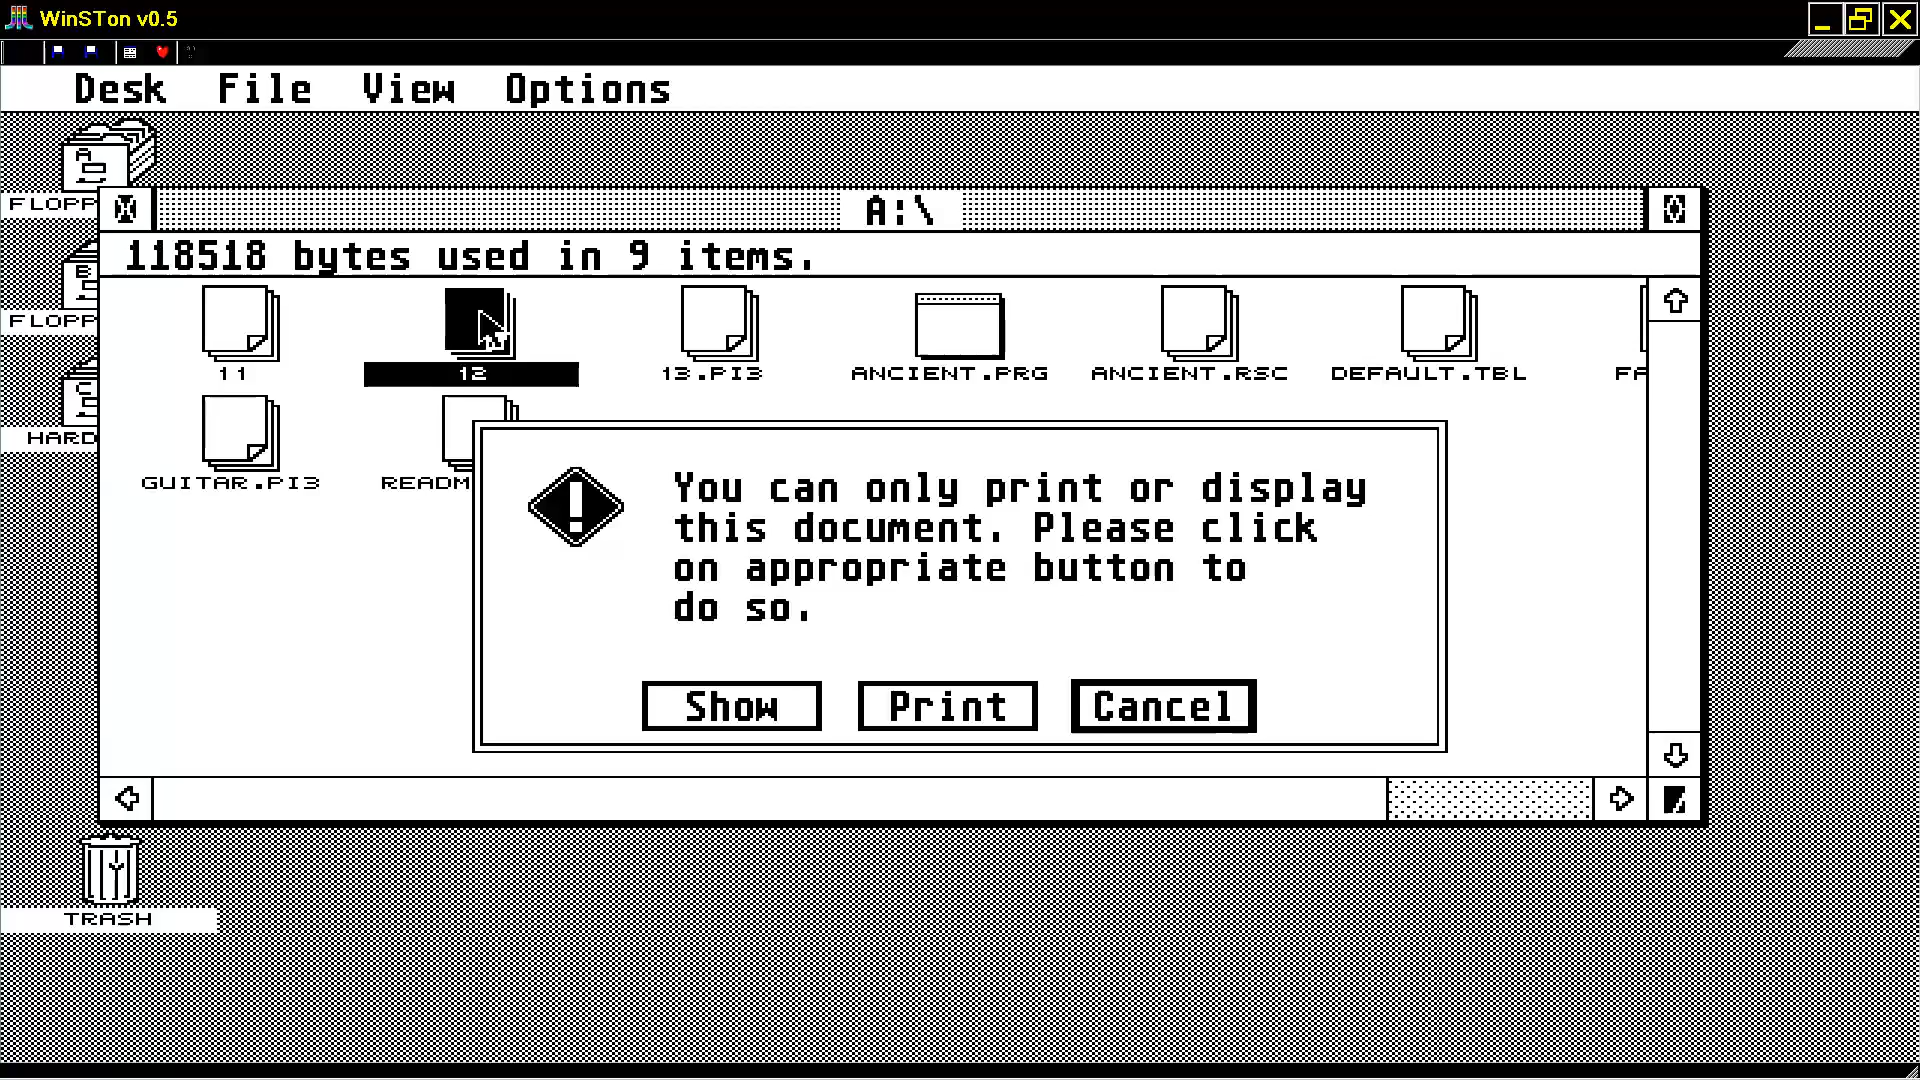 WinSTon v0.5
Desk File View Options
A
FLOPP
A:\
118518 bytes used in 9 items.
B
FLOPP
11 12 13.PI3 ANCIENT.PRG ANCIENT.RSC DEFAULT.TBL FA
C
HARD
GUITAR.PI3 READM
You can only print or display
this document. Please click
on appropriate button to
do so.
Show Print Cancel
TRASH